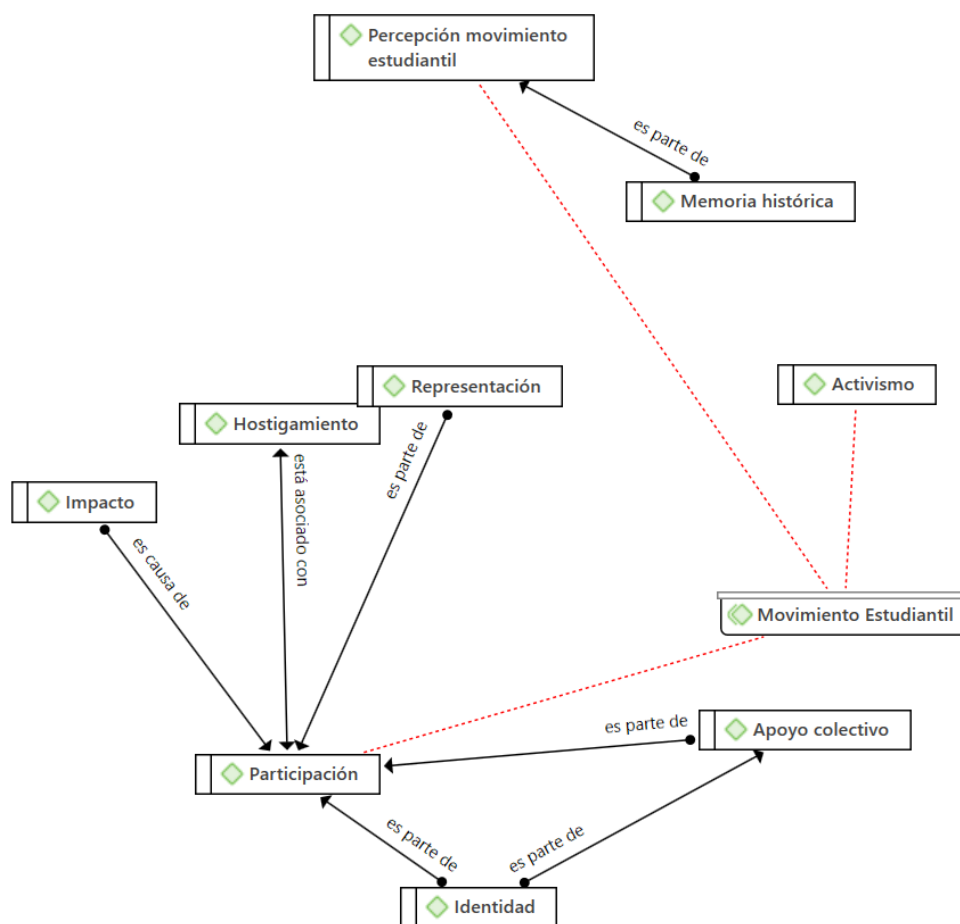 Percepción movimiento
estudiantil
es parte de
Memoria histórica
Representación
Activismo
Hostigamiento
es parte de
está asociado con
Impacto
es causa de
Movimiento Estudiantil
es parte de
Apoyo colectivo
Participación
es parte de
es parte de
Identidad